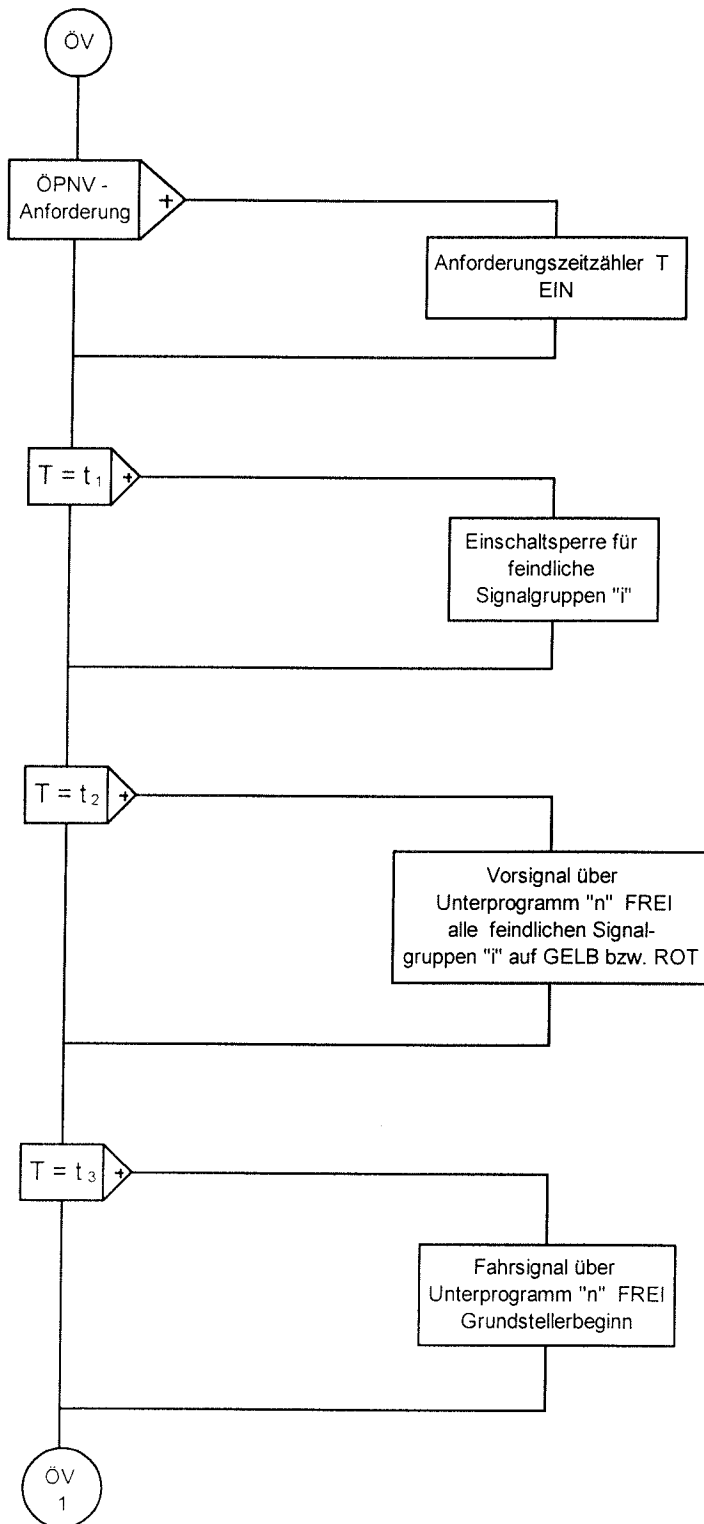 ÖV
ÖPNV -
Anforderung
+
Anforderungszeitzähler T
EIN
T = t₁
+
Einschaltsperre für
feindliche
Signalgruppen "i"
T = t₂
+
Vorsignal über
Unterprogramm "n" FREI
alle feindlichen Signal-
gruppen "i" auf GELB bzw. ROT
T = t₃
+
Fahrsignal über
Unterprogramm "n" FREI
Grundstellerbeginn
ÖV
1